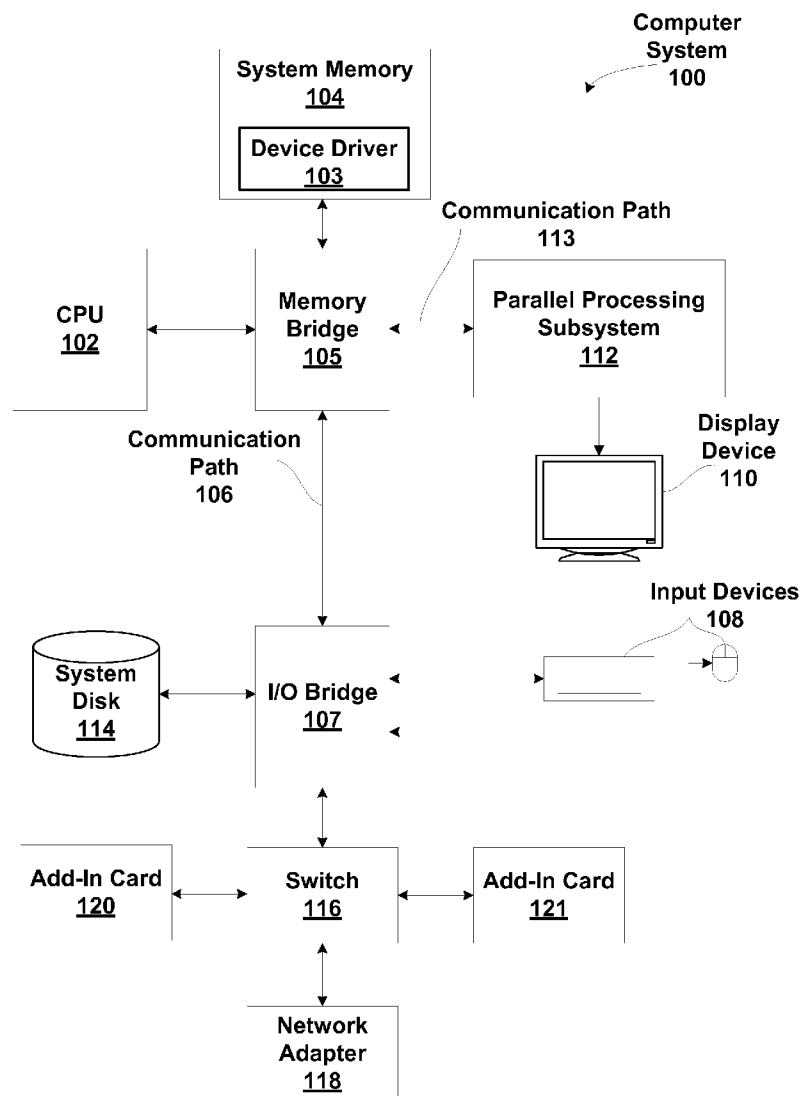 Computer
System
100
System Memory
104
Device Driver
103
Communication Path
113
CPU
102
Memory
Bridge
105
Parallel Processing
Subsystem
112
Communication
Path
106
Display
Device
110
Input Devices
108
System
Disk
114
I/O Bridge
107
Add-In Card
120
Switch
116
Add-In Card
121
Network
Adapter
118